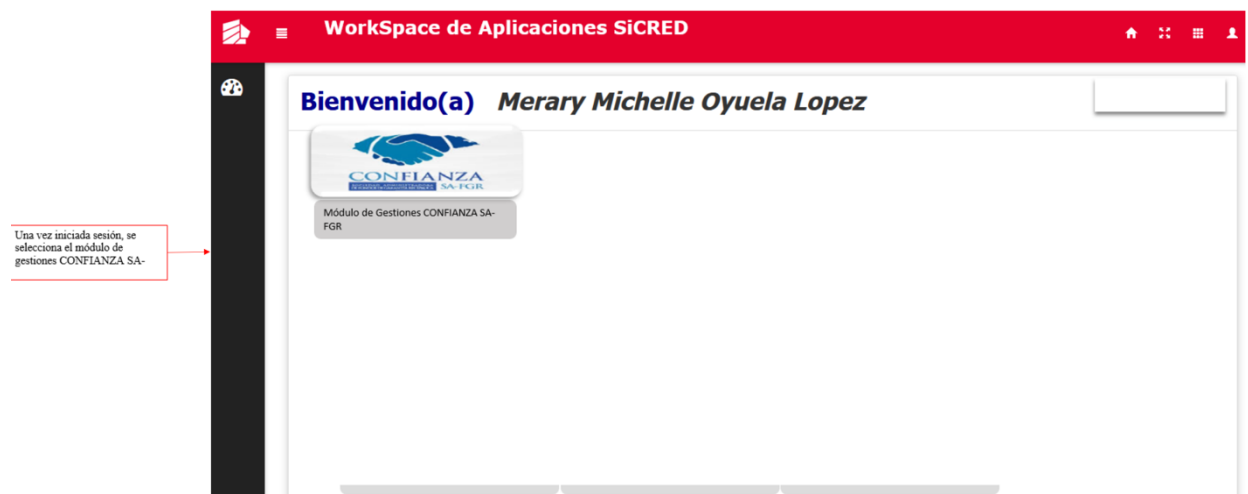 WorkSpace de Aplicaciones SiCRED
Bienvenido(a) Merary Michelle Oyuela Lopez
CONFIANZA
SA-FGR
Módulo de Gestiones CONFIANZA SA-
FGR
Una vez iniciada sesión, se
selecciona el módulo de
gestiones CONFIANZA SA-